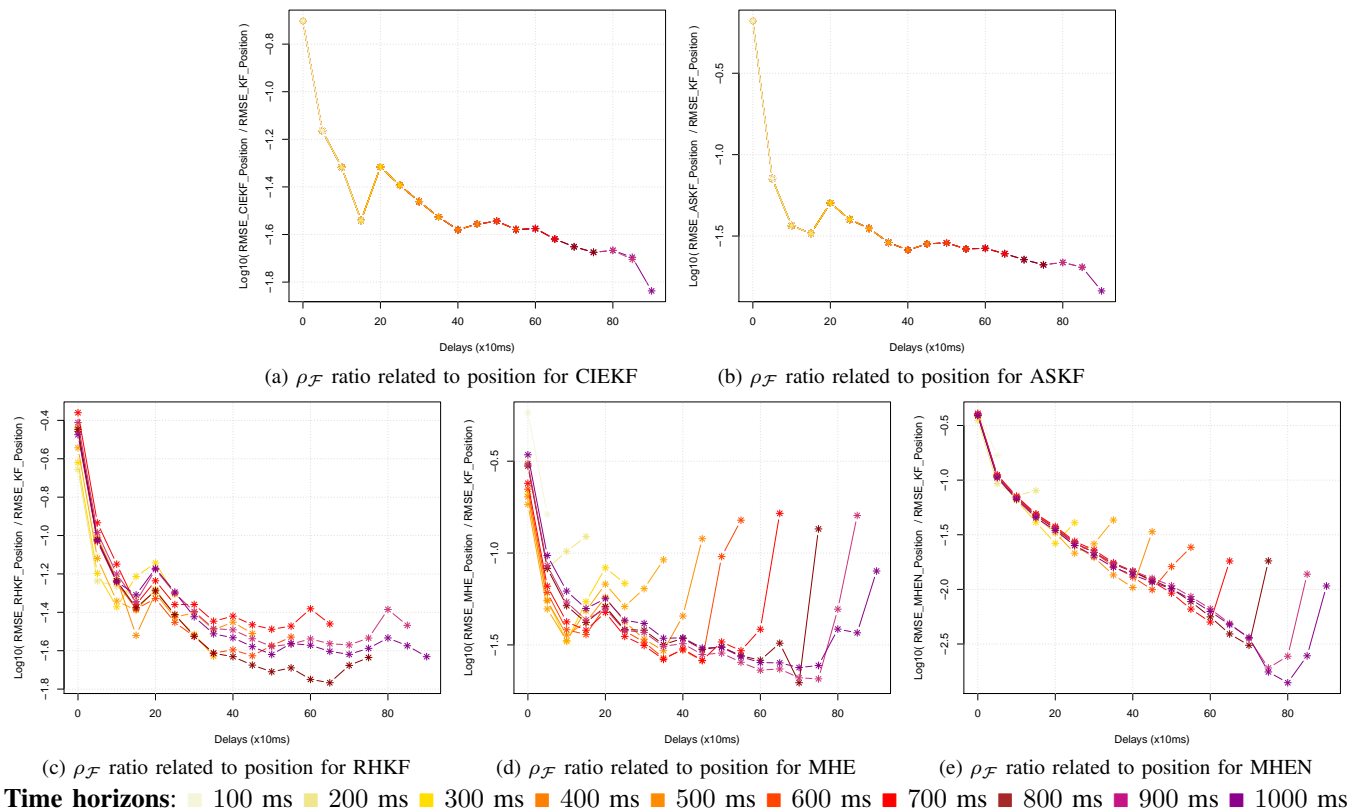 Log10( RMSE_CIEKF_Position / RMSE_KF_Position )
−0.8
−1.0
−1.2
−1.4
−1.6
−1.8
0 20 40 60 80
Delays (x10ms)
(a) ρ_F ratio related to position for CIEKF
Log10( RMSE_ASKF_Position / RMSE_KF_Position )
−0.5
−1.0
−1.5
0 20 40 60 80
Delays (x10ms)
(b) ρ_F ratio related to position for ASKF
Log10( RMSE_RHKF_Position / RMSE_KF_Position )
−0.4
−0.6
−0.8
−1.0
−1.2
−1.4
−1.6
−1.8
0 20 40 60 80
Delays (x10ms)
(c) ρ_F ratio related to position for RHKF
Log10( RMSE_MHE_Position / RMSE_KF_Position )
−0.5
−1.0
−1.5
0 20 40 60 80
Delays (x10ms)
(d) ρ_F ratio related to position for MHE
Log10( RMSE_MHEN_Position / RMSE_KF_Position )
−0.5
−1.0
−1.5
−2.0
−2.5
0 20 40 60 80
Delays (x10ms)
(e) ρ_F ratio related to position for MHEN
Time horizons: 100 ms 200 ms 300 ms 400 ms 500 ms 600 ms 700 ms 800 ms 900 ms 1000 ms